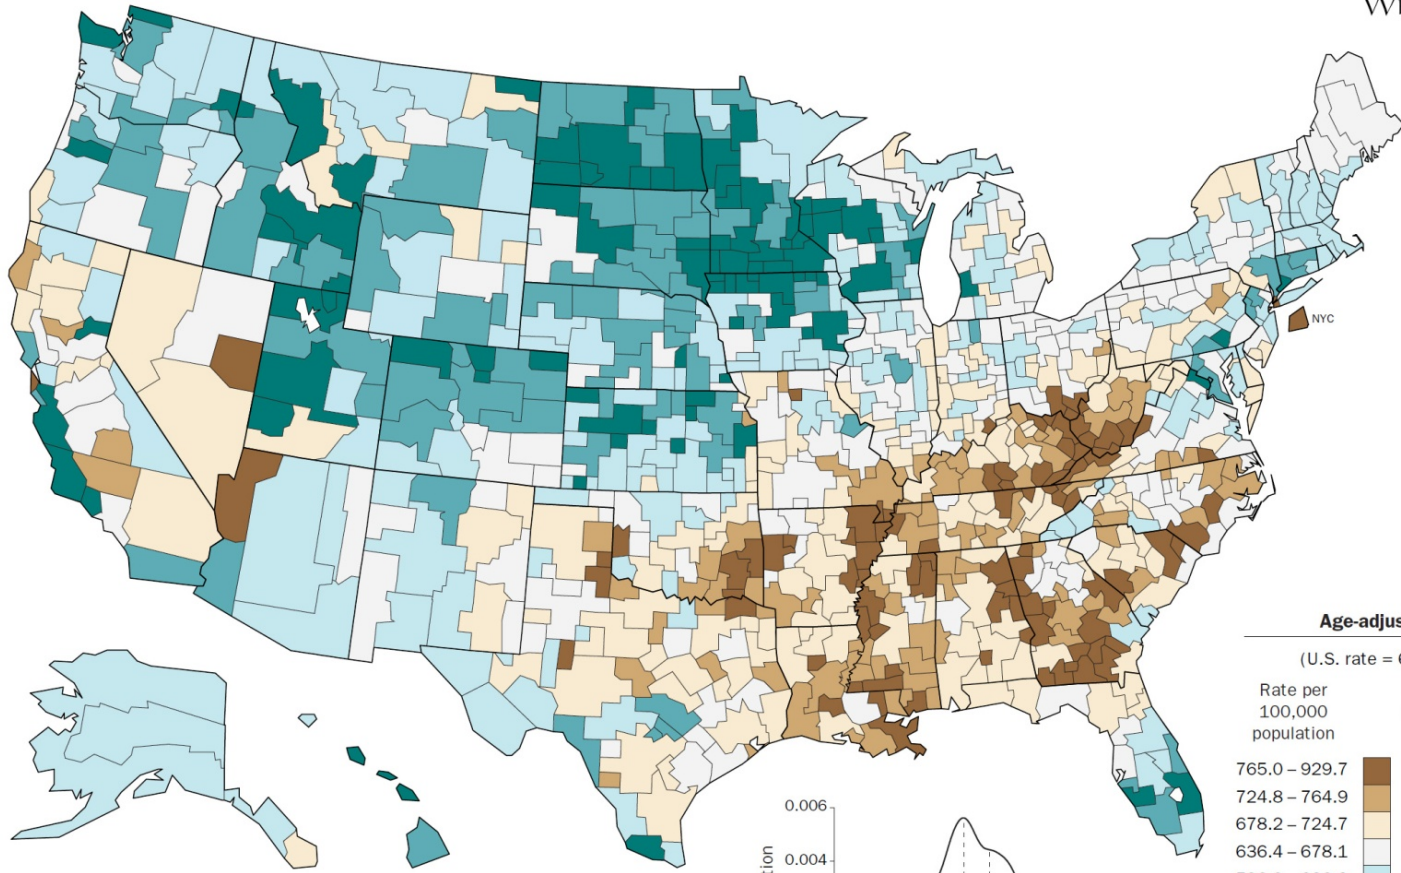 NYC
Age-adjus
(U.S. rate = 6
Rate per
100,000
population
765.0 – 929.7
724.8 – 764.9
678.2 – 724.7
636.4 – 678.1
0.006
0.004